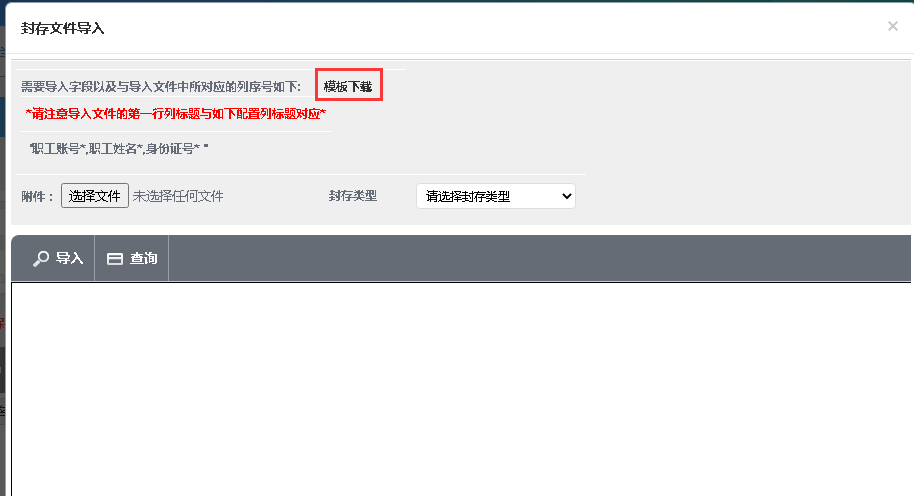 封存文件导入
×
需要导入字段以及与导入文件中所对应的列序号如下: 模板下载
*请注意导入文件的第一行列标题与如下配置列标题对应*
"职工账号*,职工姓名*,身份证号* "
附件： 选择文件 未选择任何文件 封存类型 请选择封存类型
导入 查询